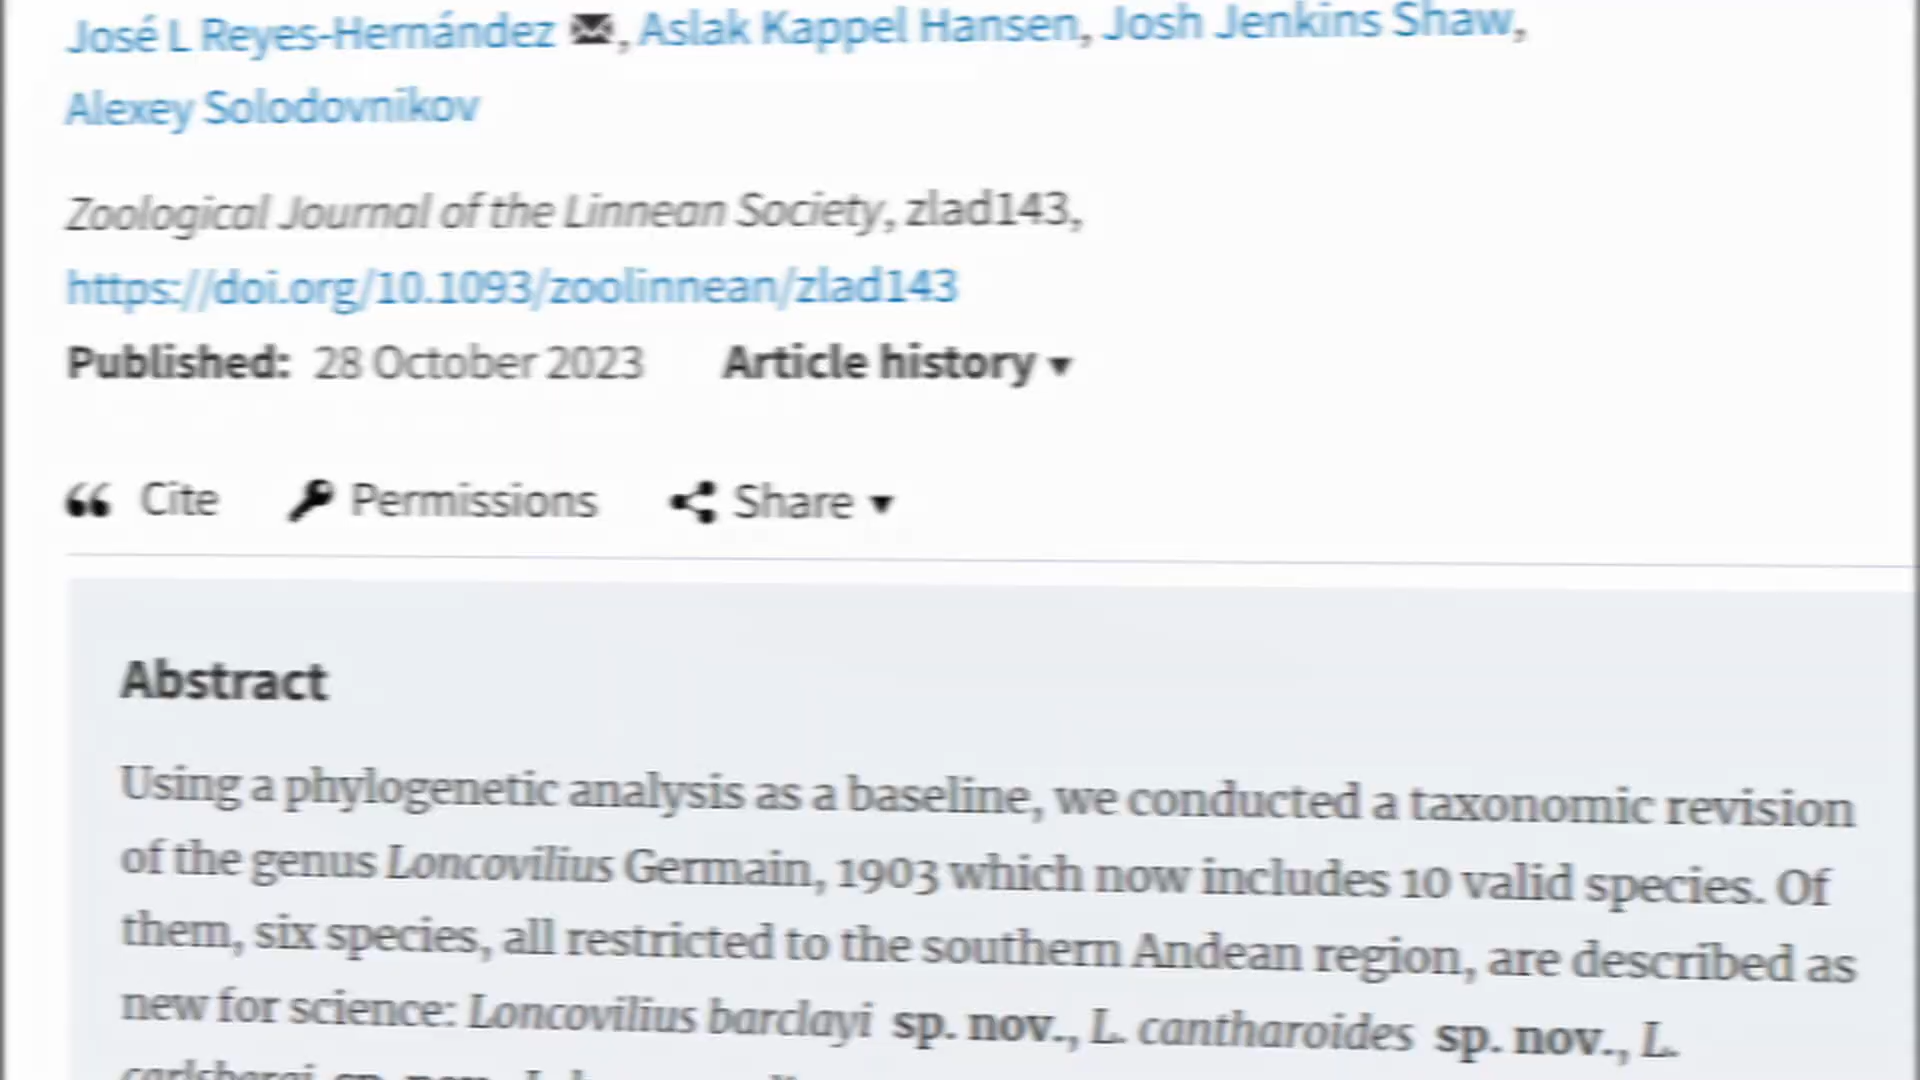 José L Reyes-Hernández, Aslak Kappel Hansen, Josh Jenkins Shaw,
Alexey Solodovnikov
Zoological Journal of the Linnean Society, zlad143,
https://doi.org/10.1093/zoolinnean/zlad143
Published: 28 October 2023 Article history
Cite Permissions Share
Abstract
Using a phylogenetic analysis as a baseline, we conducted a taxonomic revision
of the genus Loncovilius Germain, 1903 which now includes 10 valid species. Of
them, six species, all restricted to the southern Andean region, are described as
new for science: Loncovilius barclayi sp. nov., L. cantharoides sp. nov., L.
carlsbergi sp. nov.